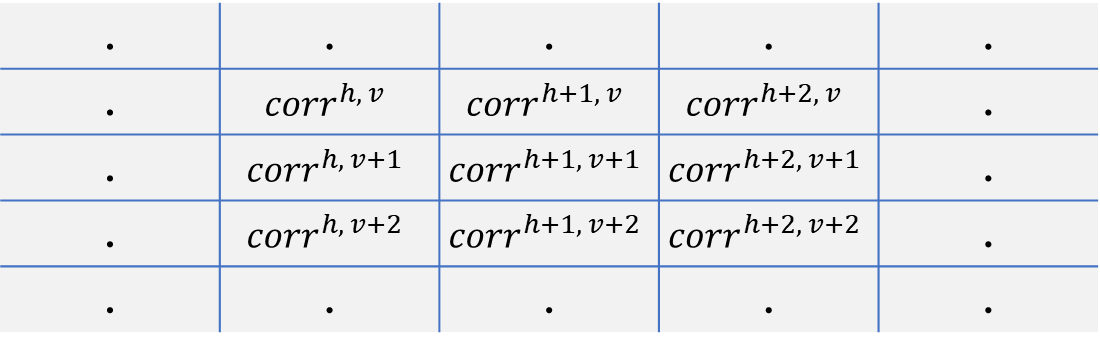 . . . . .
. corr^{h, v} corr^{h+1, v} corr^{h+2, v} .
. corr^{h, v+1} corr^{h+1, v+1} corr^{h+2, v+1} .
. corr^{h, v+2} corr^{h+1, v+2} corr^{h+2, v+2} .
. . . . .